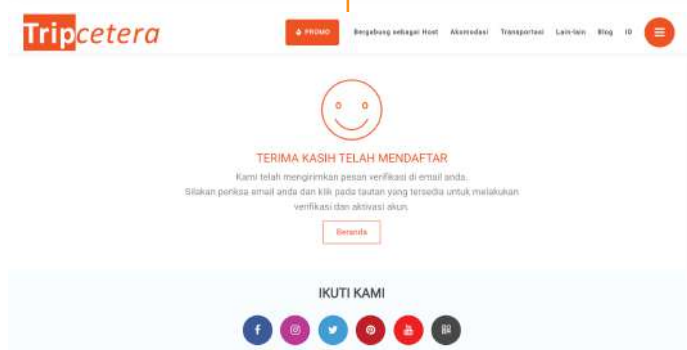 Tripcetera
PROMO Bergabung sebagai Host Akomodasi Transportasi Lain-lain Blog ID
TERIMA KASIH TELAH MENDAFTAR
Kami telah mengirimkan pesan verifikasi di email anda.
Silakan periksa email anda dan klik pada tautan yang tersedia untuk melakukan
verifikasi dan aktivasi akun.
Beranda
IKUTI KAMI